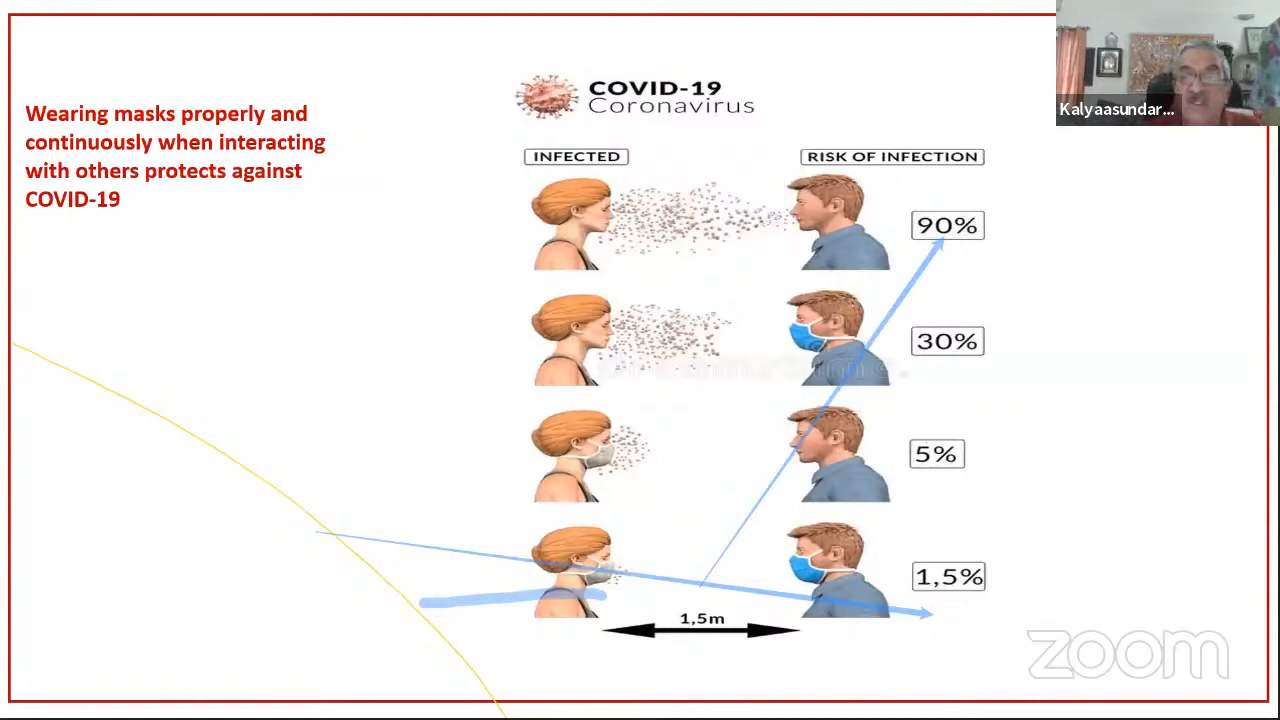 Wearing masks properly and
continuously when interacting
with others protects against
COVID-19
COVID-19
Coronavirus
INFECTED
RISK OF INFECTION
90%
30%
5%
1,5%
1,5m
Kalyaasundar...
zoom